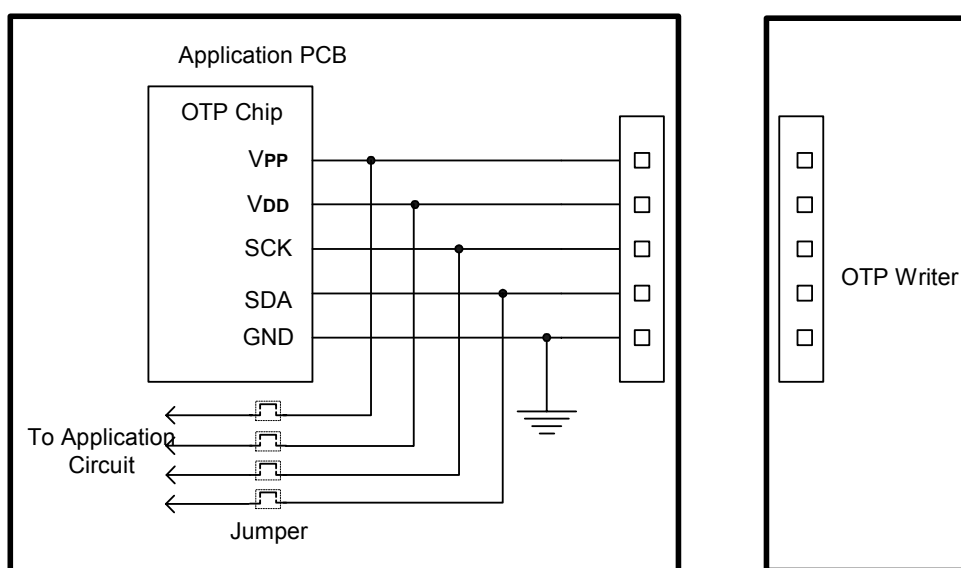 Application PCB
OTP Chip
VPP
VDD
SCK
SDA
GND
OTP Writer
To Application
Circuit
Jumper